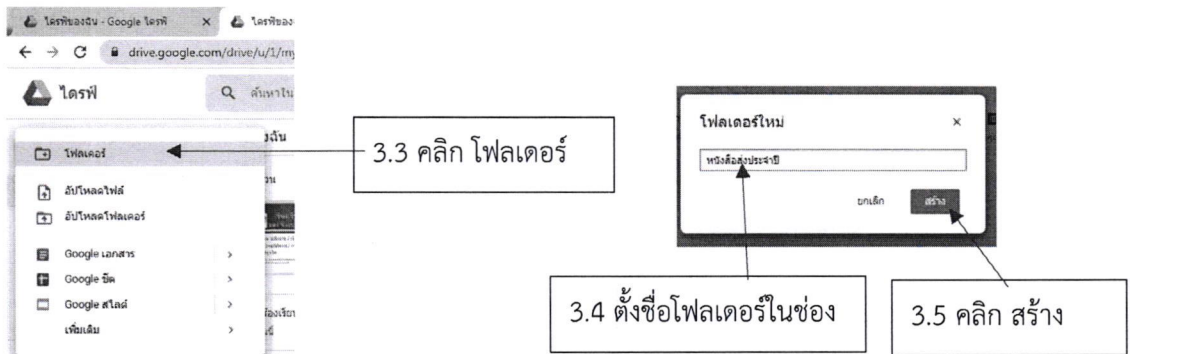 ไดรฟ์ของฉัน - Google ไดรฟ์ × ไดรฟ์ของ
drive.google.com/drive/u/1/my
ไดรฟ์
ค้นหาใน
โฟลเดอร์
อัปโหลดไฟล์
อัปโหลดโฟลเดอร์
Google เอกสาร
Google ชีต
Google สไลด์
เพิ่มเติม
3.3 คลิก โฟลเดอร์
โฟลเดอร์ใหม่
หนังสือส่งประจำปี
ยกเลิก สร้าง
3.4 ตั้งชื่อโฟลเดอร์ในช่อง
3.5 คลิก สร้าง